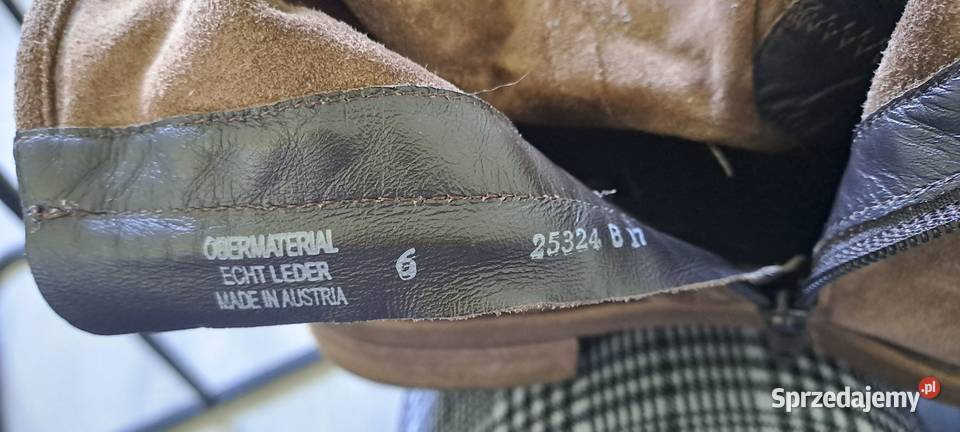 OBERMATERIAL
ECHT LEDER
MADE IN AUSTRIA
6
25324 B
Sprzedajemy.pl